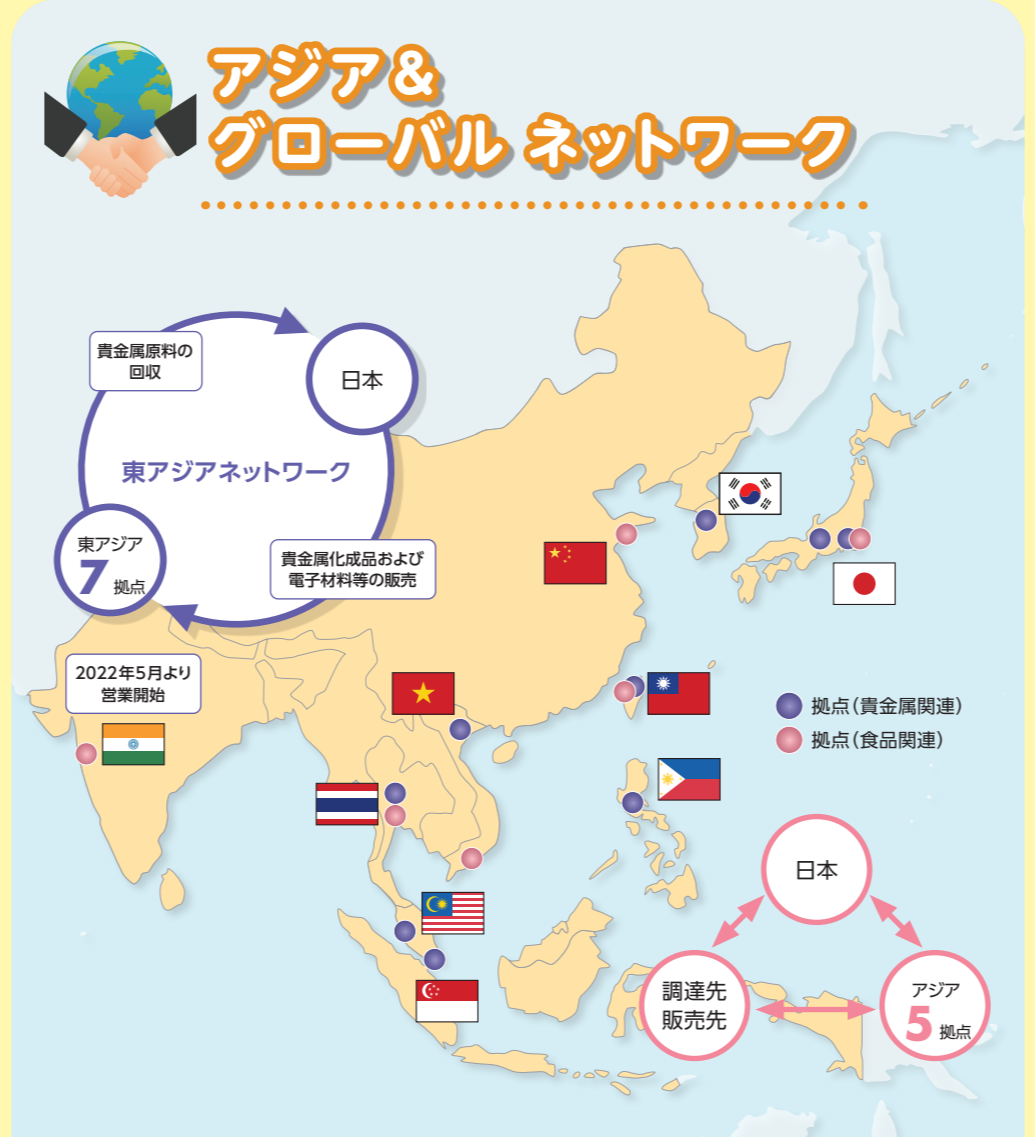 アジア&
グローバル ネットワーク
貴金属原料の
回収
日本
東アジアネットワーク
東アジア
7 拠点
貴金属化成品および
電子材料等の販売
2022年5月より
営業開始
拠点(貴金属関連)
拠点(食品関連)
日本
調達先
販売先
アジア
5 拠点